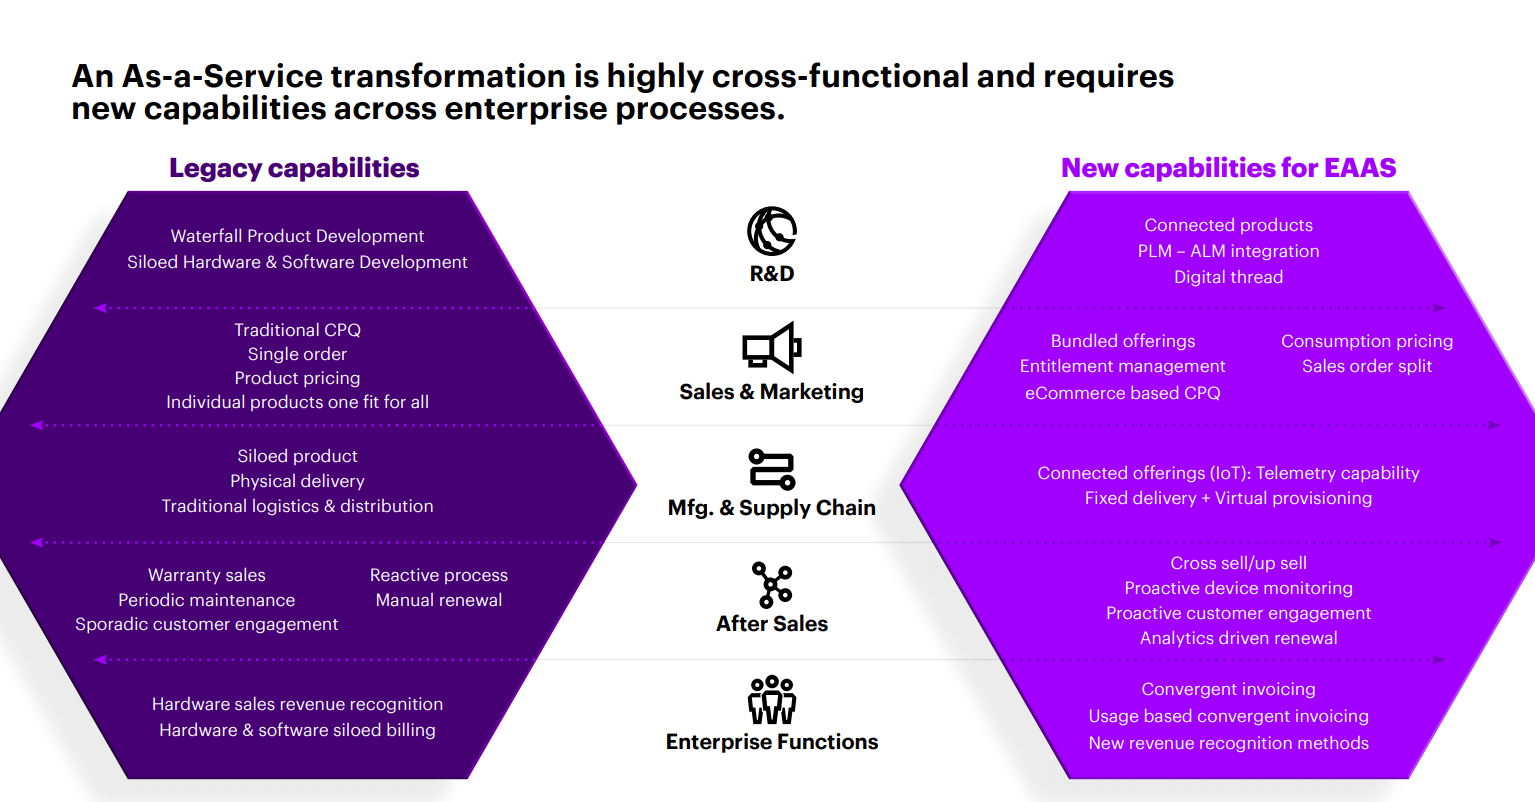 An As-a-Service transformation is highly cross-functional and requires
new capabilities across enterprise processes.
Legacy capabilities
New capabilities for EAAS
Waterfall Product Development
Siloed Hardware & Software Development
R&D
Connected products
PLM – ALM integration
Digital thread
Traditional CPQ
Single order
Product pricing
Individual products one fit for all
Sales & Marketing
Bundled offerings
Entitlement management
eCommerce based CPQ
Consumption pricing
Sales order split
Siloed product
Physical delivery
Traditional logistics & distribution
Mfg. & Supply Chain
Connected offerings (IoT): Telemetry capability
Fixed delivery + Virtual provisioning
Warranty sales
Periodic maintenance
Sporadic customer engagement
Reactive process
Manual renewal
After Sales
Cross sell/up sell
Proactive device monitoring
Proactive customer engagement
Analytics driven renewal
Hardware sales revenue recognition
Hardware & software siloed billing
Enterprise Functions
Convergent invoicing
Usage based convergent invoicing
New revenue recognition methods